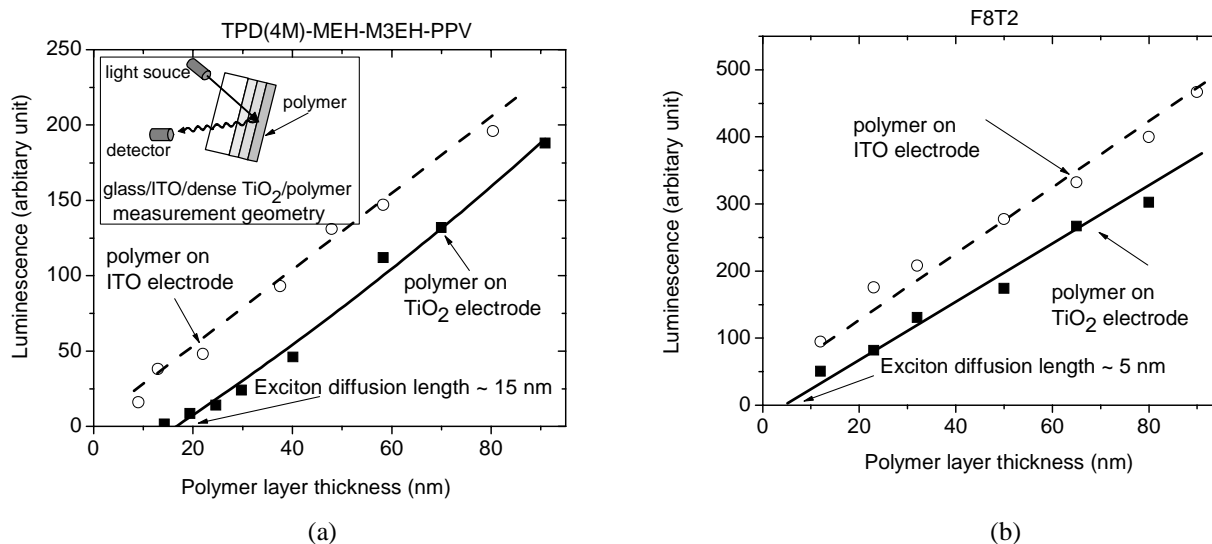 TPD(4M)-MEH-M3EH-PPV
250
200
150
100
50
0
Luminescence (arbitrary unit)
light souce
polymer
detector
glass/ITO/dense TiO2/polymer
measurement geometry
polymer on
ITO electrode
polymer on
TiO2 electrode
Exciton diffusion length ~ 15 nm
0 20 40 60 80
Polymer layer thickness (nm)
(a)
F8T2
500
400
300
200
100
0
Luminescence (arbitary unit)
polymer on
ITO electrode
polymer on
TiO2 electrode
Exciton diffusion length ~ 5 nm
0 20 40 60 80
Polymer layer thickness (nm)
(b)